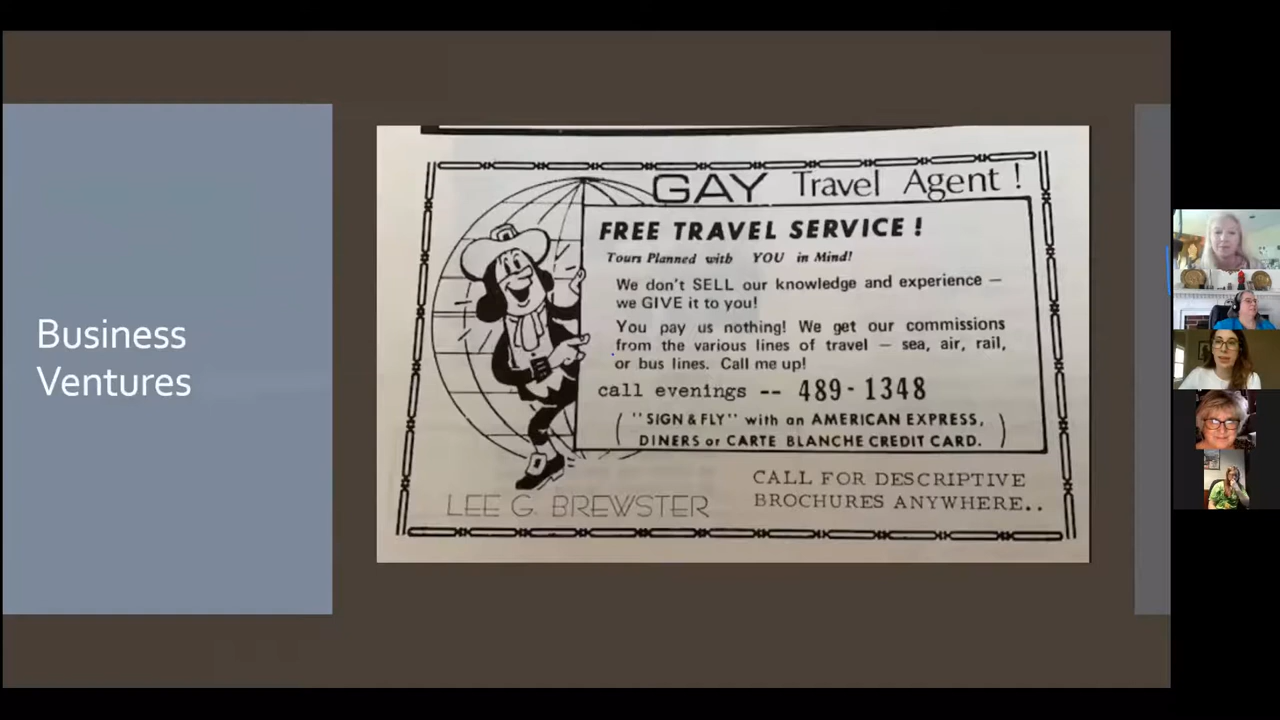 Business
Ventures
GAY Travel Agent !
FREE TRAVEL SERVICE !
Tours Planned with YOU in Mind!
We don't SELL our knowledge and experience —
we GIVE it to you!
You pay us nothing! We get our commissions
from the various lines of travel — sea, air, rail,
or bus lines. Call me up!
call evenings -- 489-1348
( "SIGN & FLY" with an AMERICAN EXPRESS,
DINERS or CARTE BLANCHE CREDIT CARD. )
LEE G. BREWSTER
CALL FOR DESCRIPTIVE
BROCHURES ANYWHERE..